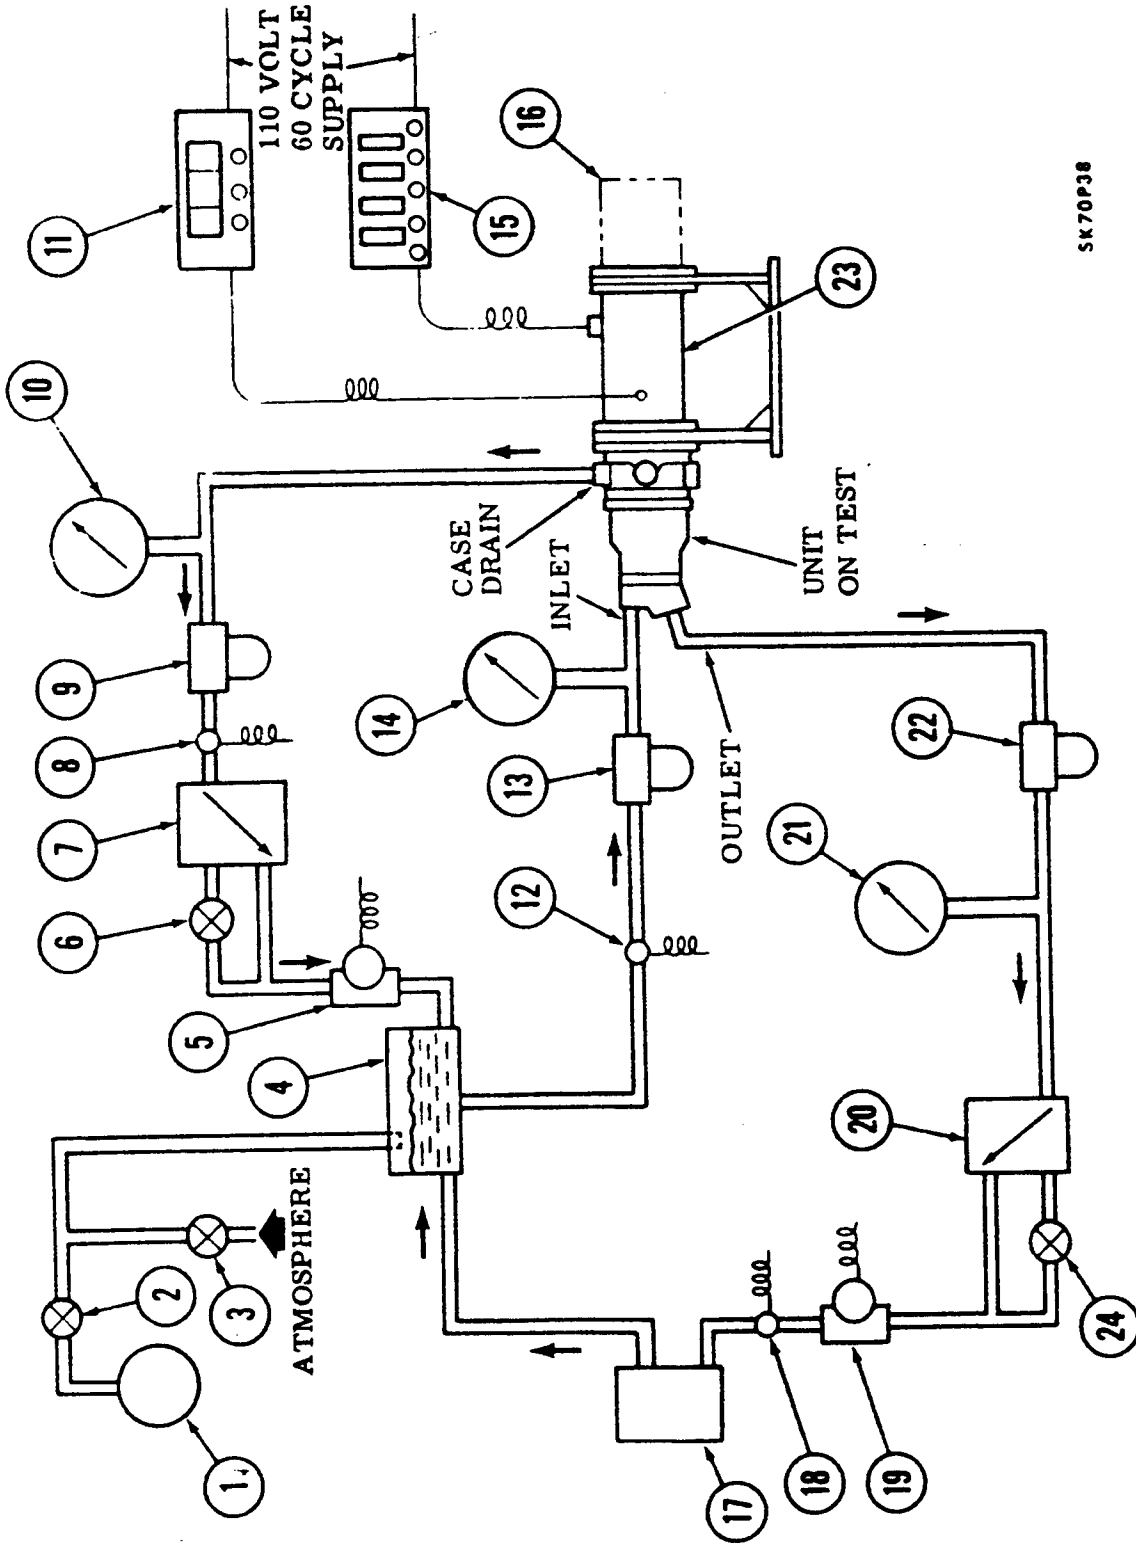 110 VOLT
60 CYCLE
SUPPLY
11
15
16
23
10
9
8
7
6
5
4
14
13
12
CASE
DRAIN
INLET
UNIT
ON TEST
OUTLET
22
21
20
24
19
18
17
1
2
3
ATMOSPHERE
SK70P38